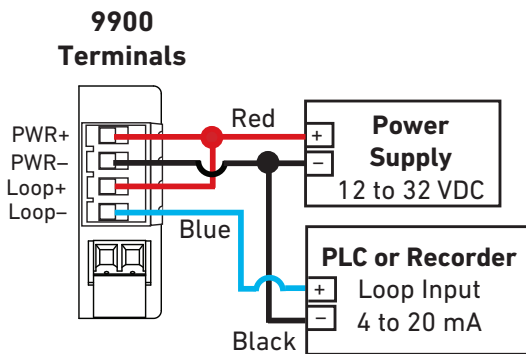 9900
Terminals
PWR+
PWR–
Loop+
Loop–
Red
Blue
Black
+
–
Power
Supply
12 to 32 VDC
PLC or Recorder
+
Loop Input
–
4 to 20 mA